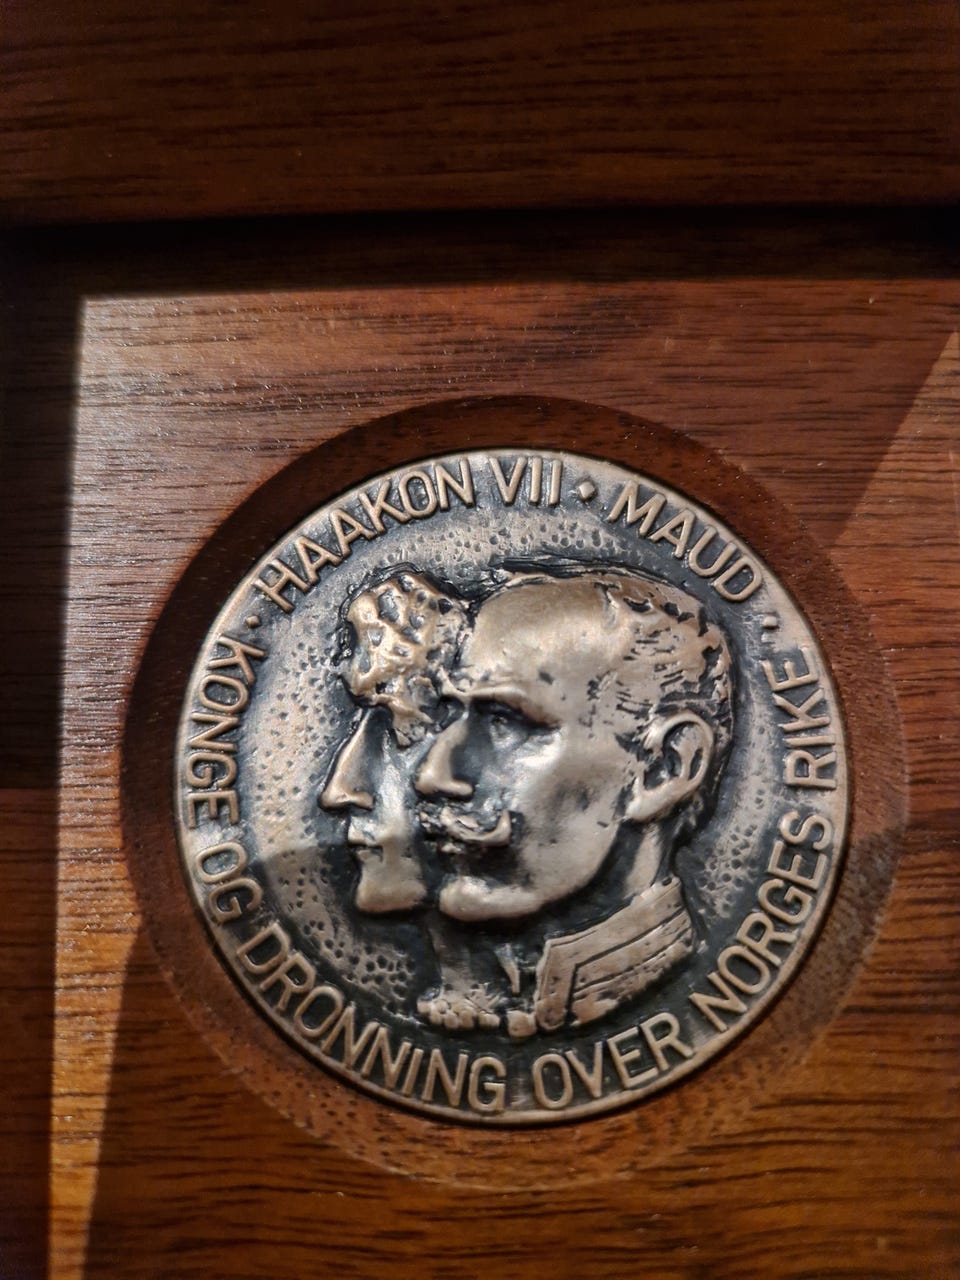 HAAKON VII · MAUD
KONGE OG DRONNING OVER NORGES RIKE